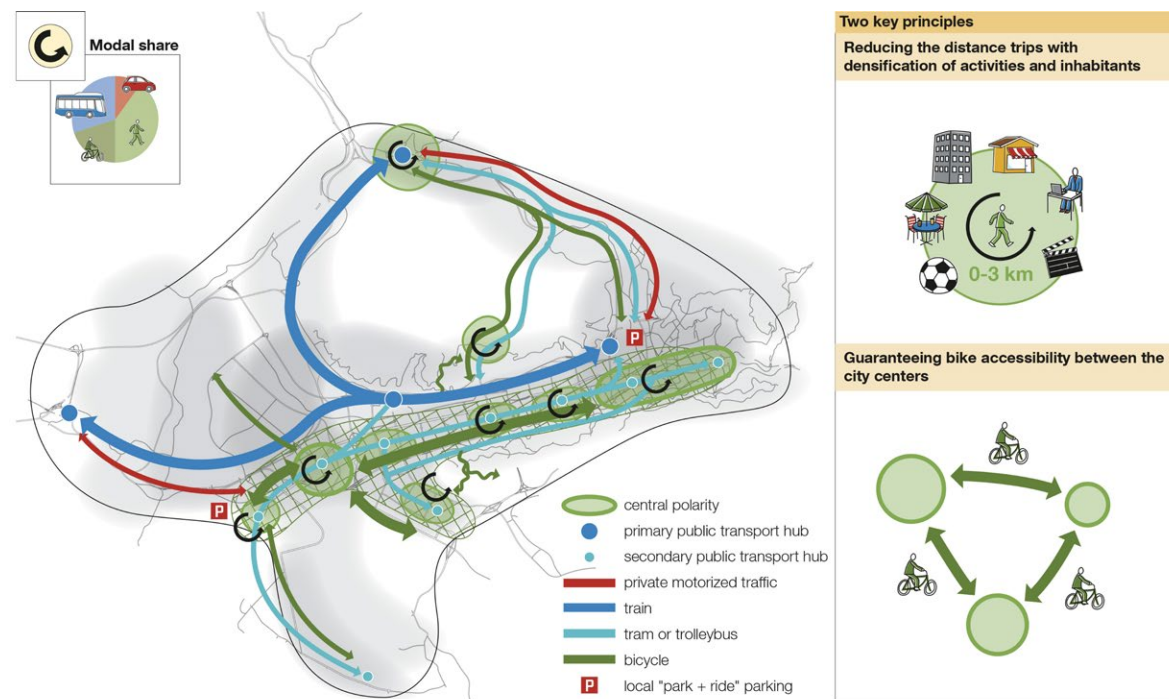 Modal share
P
P
central polarity
primary public transport hub
secondary public transport hub
private motorized traffic
train
tram or trolleybus
bicycle
P local "park + ride" parking
Two key principles
Reducing the distance trips with
densification of activities and inhabitants
0-3 km
Guaranteeing bike accessibility between the
city centers